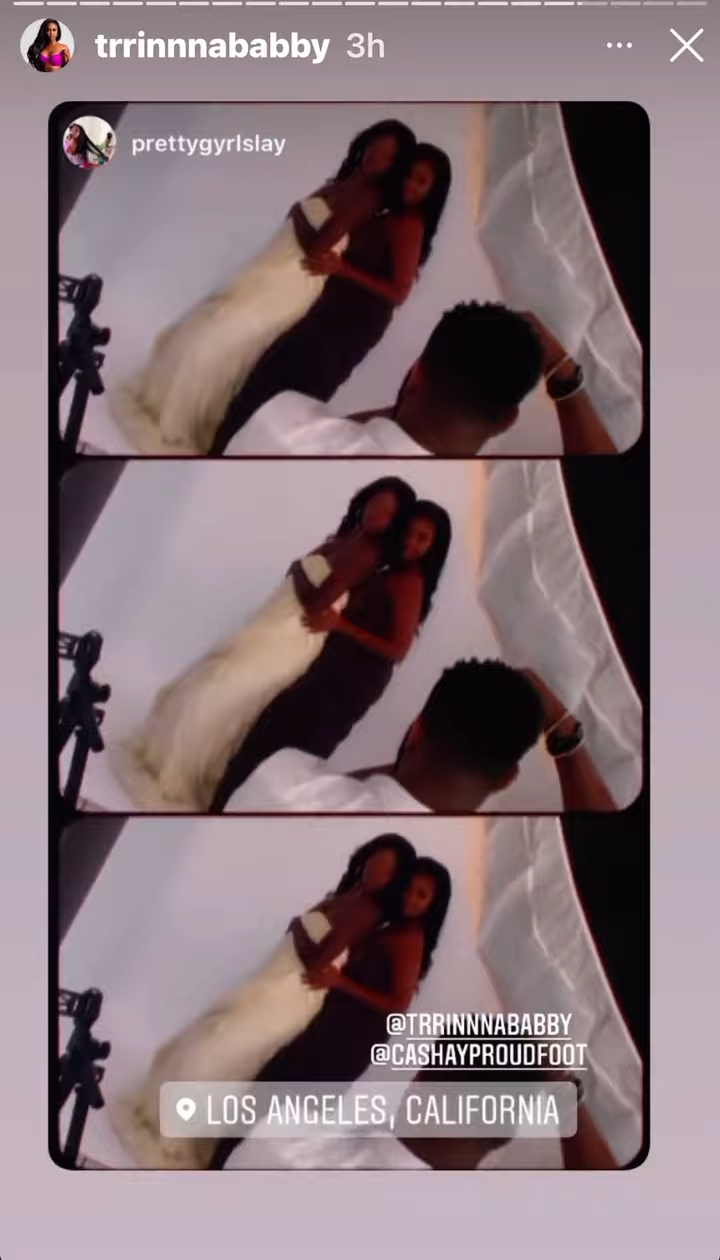 trrinnnababby 3h
prettygyrlslay
@TRRINNNABABBY
@CASHAYPROUDFOOT
LOS ANGELES, CALIFORNIA